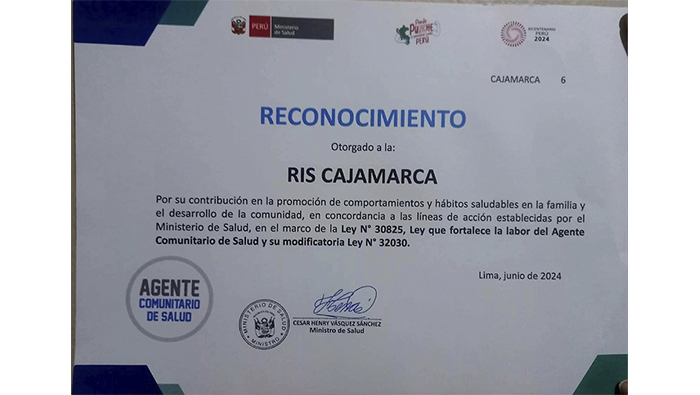 PERÚ Ministerio de Salud
Ponle PUNCHE PERÚ
BICENTENARIO PERÚ 2024
CAJAMARCA 6
RECONOCIMIENTO
Otorgado a la:
RIS CAJAMARCA
Por su contribución en la promoción de comportamientos y hábitos saludables en la familia y
el desarrollo de la comunidad, en concordancia a las líneas de acción establecidas por el
Ministerio de Salud, en el marco de la Ley N° 30825, Ley que fortalece la labor del Agente
Comunitario de Salud y su modificatoria Ley N° 32030.
Lima, junio de 2024
AGENTE
COMUNITARIO
DE SALUD
MINISTERIO DE SALUD
MINISTRO
CESAR HENRY VÁSQUEZ SÁNCHEZ
Ministro de Salud